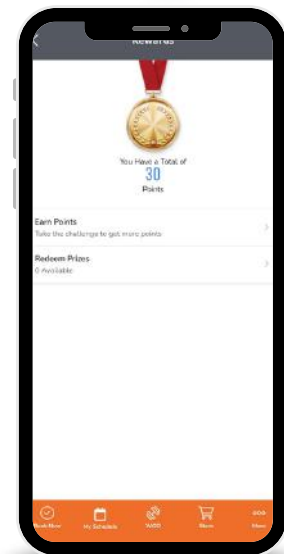 Rewards
You Have a Total of
30
Points
Earn Points
Take the challenge to get more points
Redeem Prizes
0 Available
Book Now
My Schedule
WOD
Store
More